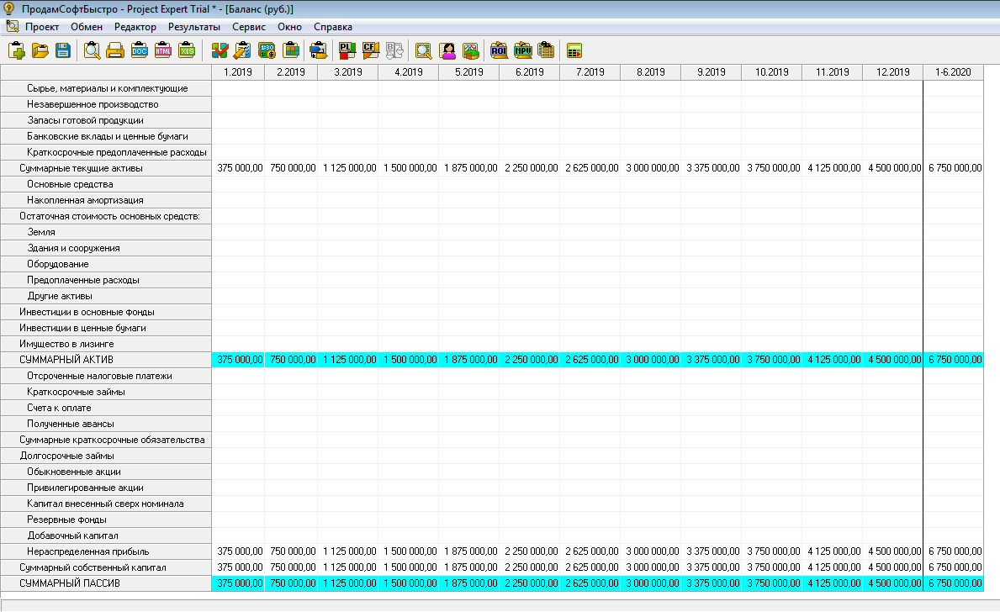 ПродамСофтБыстро - Project Expert Trial * - [Баланс (руб.)]
Проект Обмен Редактор Результаты Сервис Окно Справка
DOC HTML XLS 1:30 $ PL CF B ROI NPV
1.2019 2.2019 3.2019 4.2019 5.2019 6.2019 7.2019 8.2019 9.2019 10.2019 11.2019 12.2019 1-6.2020
Сырье, материалы и комплектующие
Незавершенное производство
Запасы готовой продукции
Банковские вклады и ценные бумаги
Краткосрочные предоплаченные расходы
Суммарные текущие активы 375 000,00 750 000,00 1 125 000,00 1 500 000,00 1 875 000,00 2 250 000,00 2 625 000,00 3 000 000,00 3 375 000,00 3 750 000,00 4 125 000,00 4 500 000,00 6 750 000,00
Основные средства
Накопленная амортизация
Остаточная стоимость основных средств:
Земля
Здания и сооружения
Оборудование
Предоплаченные расходы
Другие активы
Инвестиции в основные фонды
Инвестиции в ценные бумаги
Имущество в лизинге
СУММАРНЫЙ АКТИВ 375 000,00 750 000,00 1 125 000,00 1 500 000,00 1 875 000,00 2 250 000,00 2 625 000,00 3 000 000,00 3 375 000,00 3 750 000,00 4 125 000,00 4 500 000,00 6 750 000,00
Отсроченные налоговые платежи
Краткосрочные займы
Счета к оплате
Полученные авансы
Суммарные краткосрочные обязательства
Долгосрочные займы
Обыкновенные акции
Привилегированные акции
Капитал внесенный сверх номинала
Резервные фонды
Добавочный капитал
Нераспределенная прибыль 375 000,00 750 000,00 1 125 000,00 1 500 000,00 1 875 000,00 2 250 000,00 2 625 000,00 3 000 000,00 3 375 000,00 3 750 000,00 4 125 000,00 4 500 000,00 6 750 000,00
Суммарный собственный капитал 375 000,00 750 000,00 1 125 000,00 1 500 000,00 1 875 000,00 2 250 000,00 2 625 000,00 3 000 000,00 3 375 000,00 3 750 000,00 4 125 000,00 4 500 000,00 6 750 000,00
СУММАРНЫЙ ПАССИВ 375 000,00 750 000,00 1 125 000,00 1 500 000,00 1 875 000,00 2 250 000,00 2 625 000,00 3 000 000,00 3 375 000,00 3 750 000,00 4 125 000,00 4 500 000,00 6 750 000,00